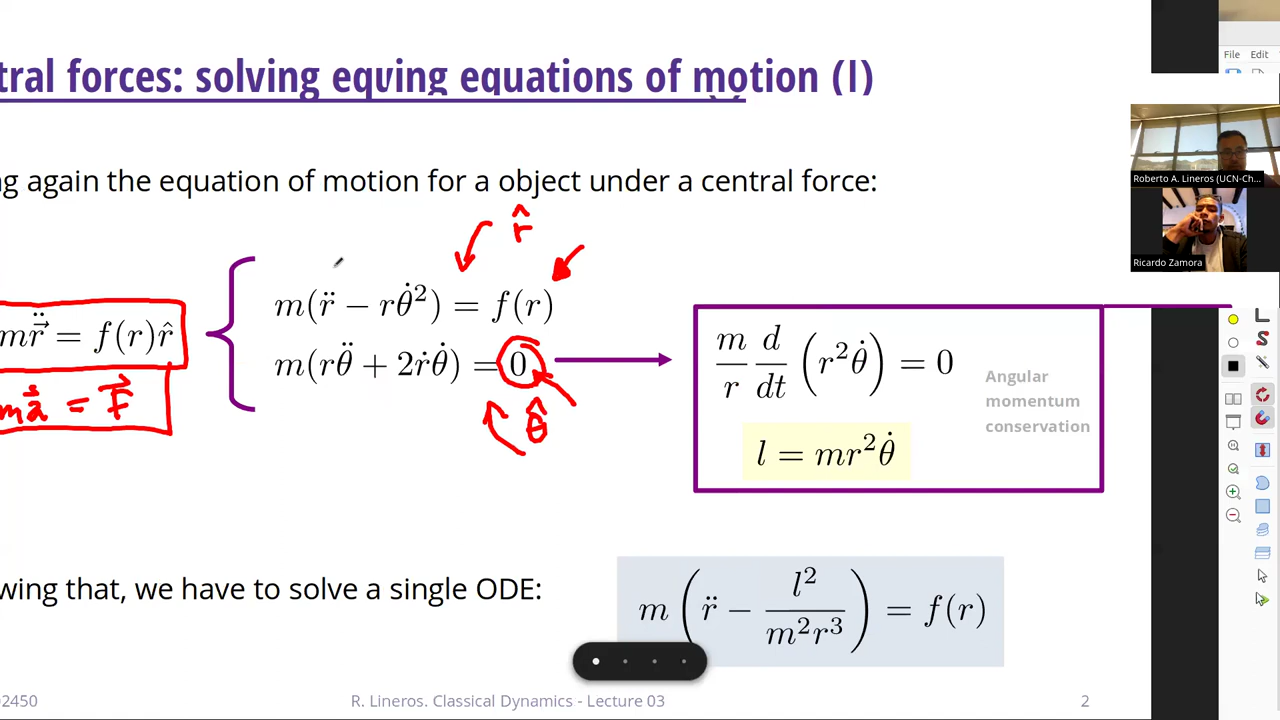 tral forces: solving equing equations of motion (I)
ng again the equation of motion for a object under a central force:
r̂
m(r̈ − rθ̇²) = f(r)
m(rθ̈ + 2ṙθ̇) = 0
θ̂
mr̈⃗ = f(r)r̂
ma⃗ = F⃗
m/r d/dt (r²θ̇) = 0
Angular
momentum
conservation
l = mr²θ̇
wing that, we have to solve a single ODE:
m(r̈ − l²/m²r³) = f(r)
02450
R. Lineros. Classical Dynamics - Lecture 03
2
File
Edit
Roberto A. Lineros (UCN-Ch...
Ricardo Zamora